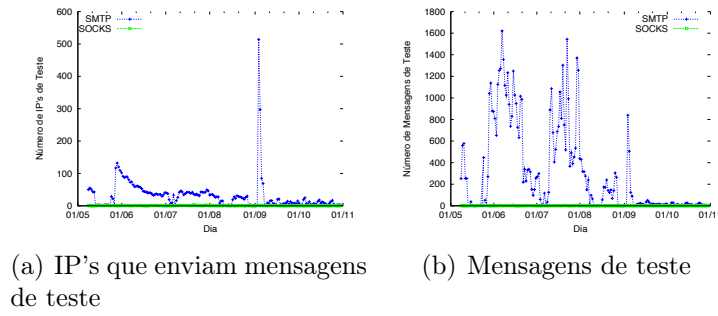 SMTP
SOCKS
600
500
400
300
200
100
0
Número de IP's de Teste
01/05 01/06 01/07 01/08 01/09 01/10 01/11
Dia
(a) IP's que enviam mensagens
de teste
SMTP
SOCKS
1800
1600
1400
1200
1000
800
600
400
200
0
Número de Mensagens de Teste
01/05 01/06 01/07 01/08 01/09 01/10 01/11
Dia
(b) Mensagens de teste